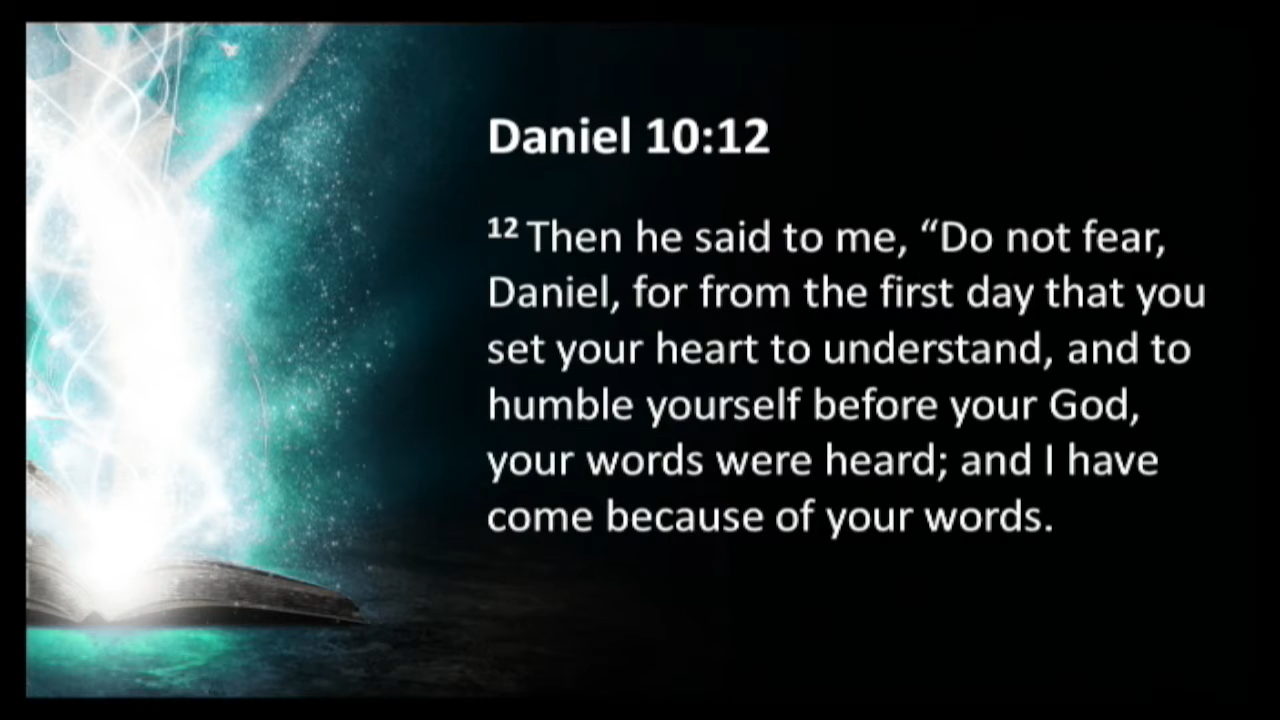 Daniel 10:12
12 Then he said to me, “Do not fear,
Daniel, for from the first day that you
set your heart to understand, and to
humble yourself before your God,
your words were heard; and I have
come because of your words.